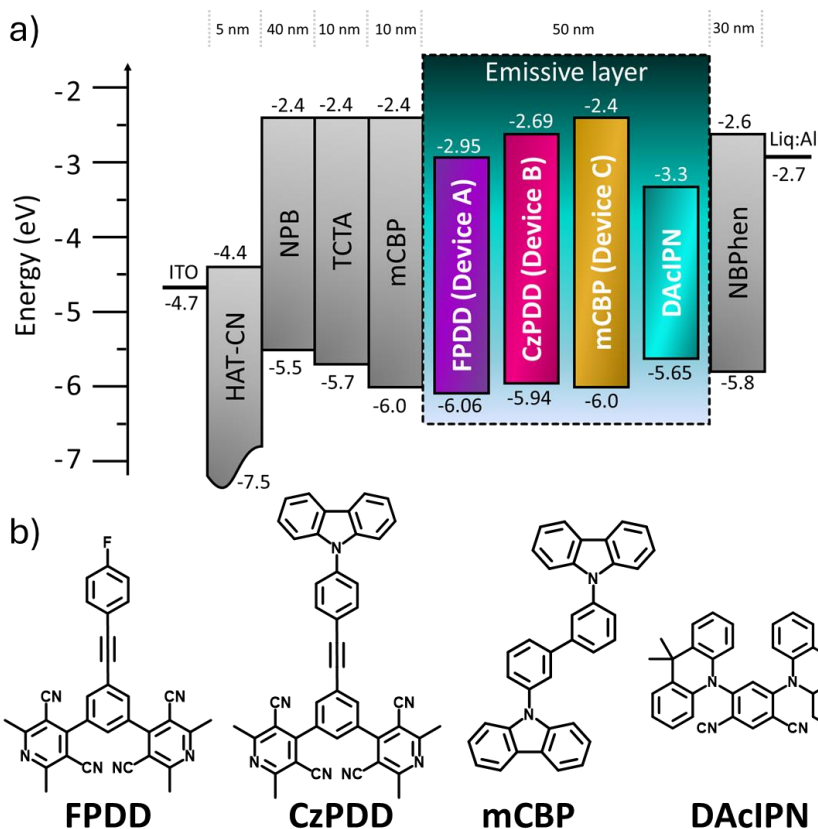 a)
5 nm 40 nm 10 nm 10 nm 50 nm 30 nm
Emissive layer
Energy (eV)
-2
-3
-4
-5
-6
-7
ITO
-4.7
-4.4
HAT-CN
-7.5
-2.4
NPB
-5.5
-2.4
TCTA
-5.7
-2.4
mCBP
-6.0
-2.95
FPDD (Device A)
-6.06
-2.69
CzPDD (Device B)
-5.94
-2.4
mCBP (Device C)
-6.0
-3.3
DAcIPN
-5.65
-2.6
NBPhen
-5.8
Liq:Al
-2.7
b)
F
CN CN
CN NC
N N
FPDD
N
CN CN
CN NC
N N
CzPDD
N
N
mCBP
N N
CN CN
DAcIPN